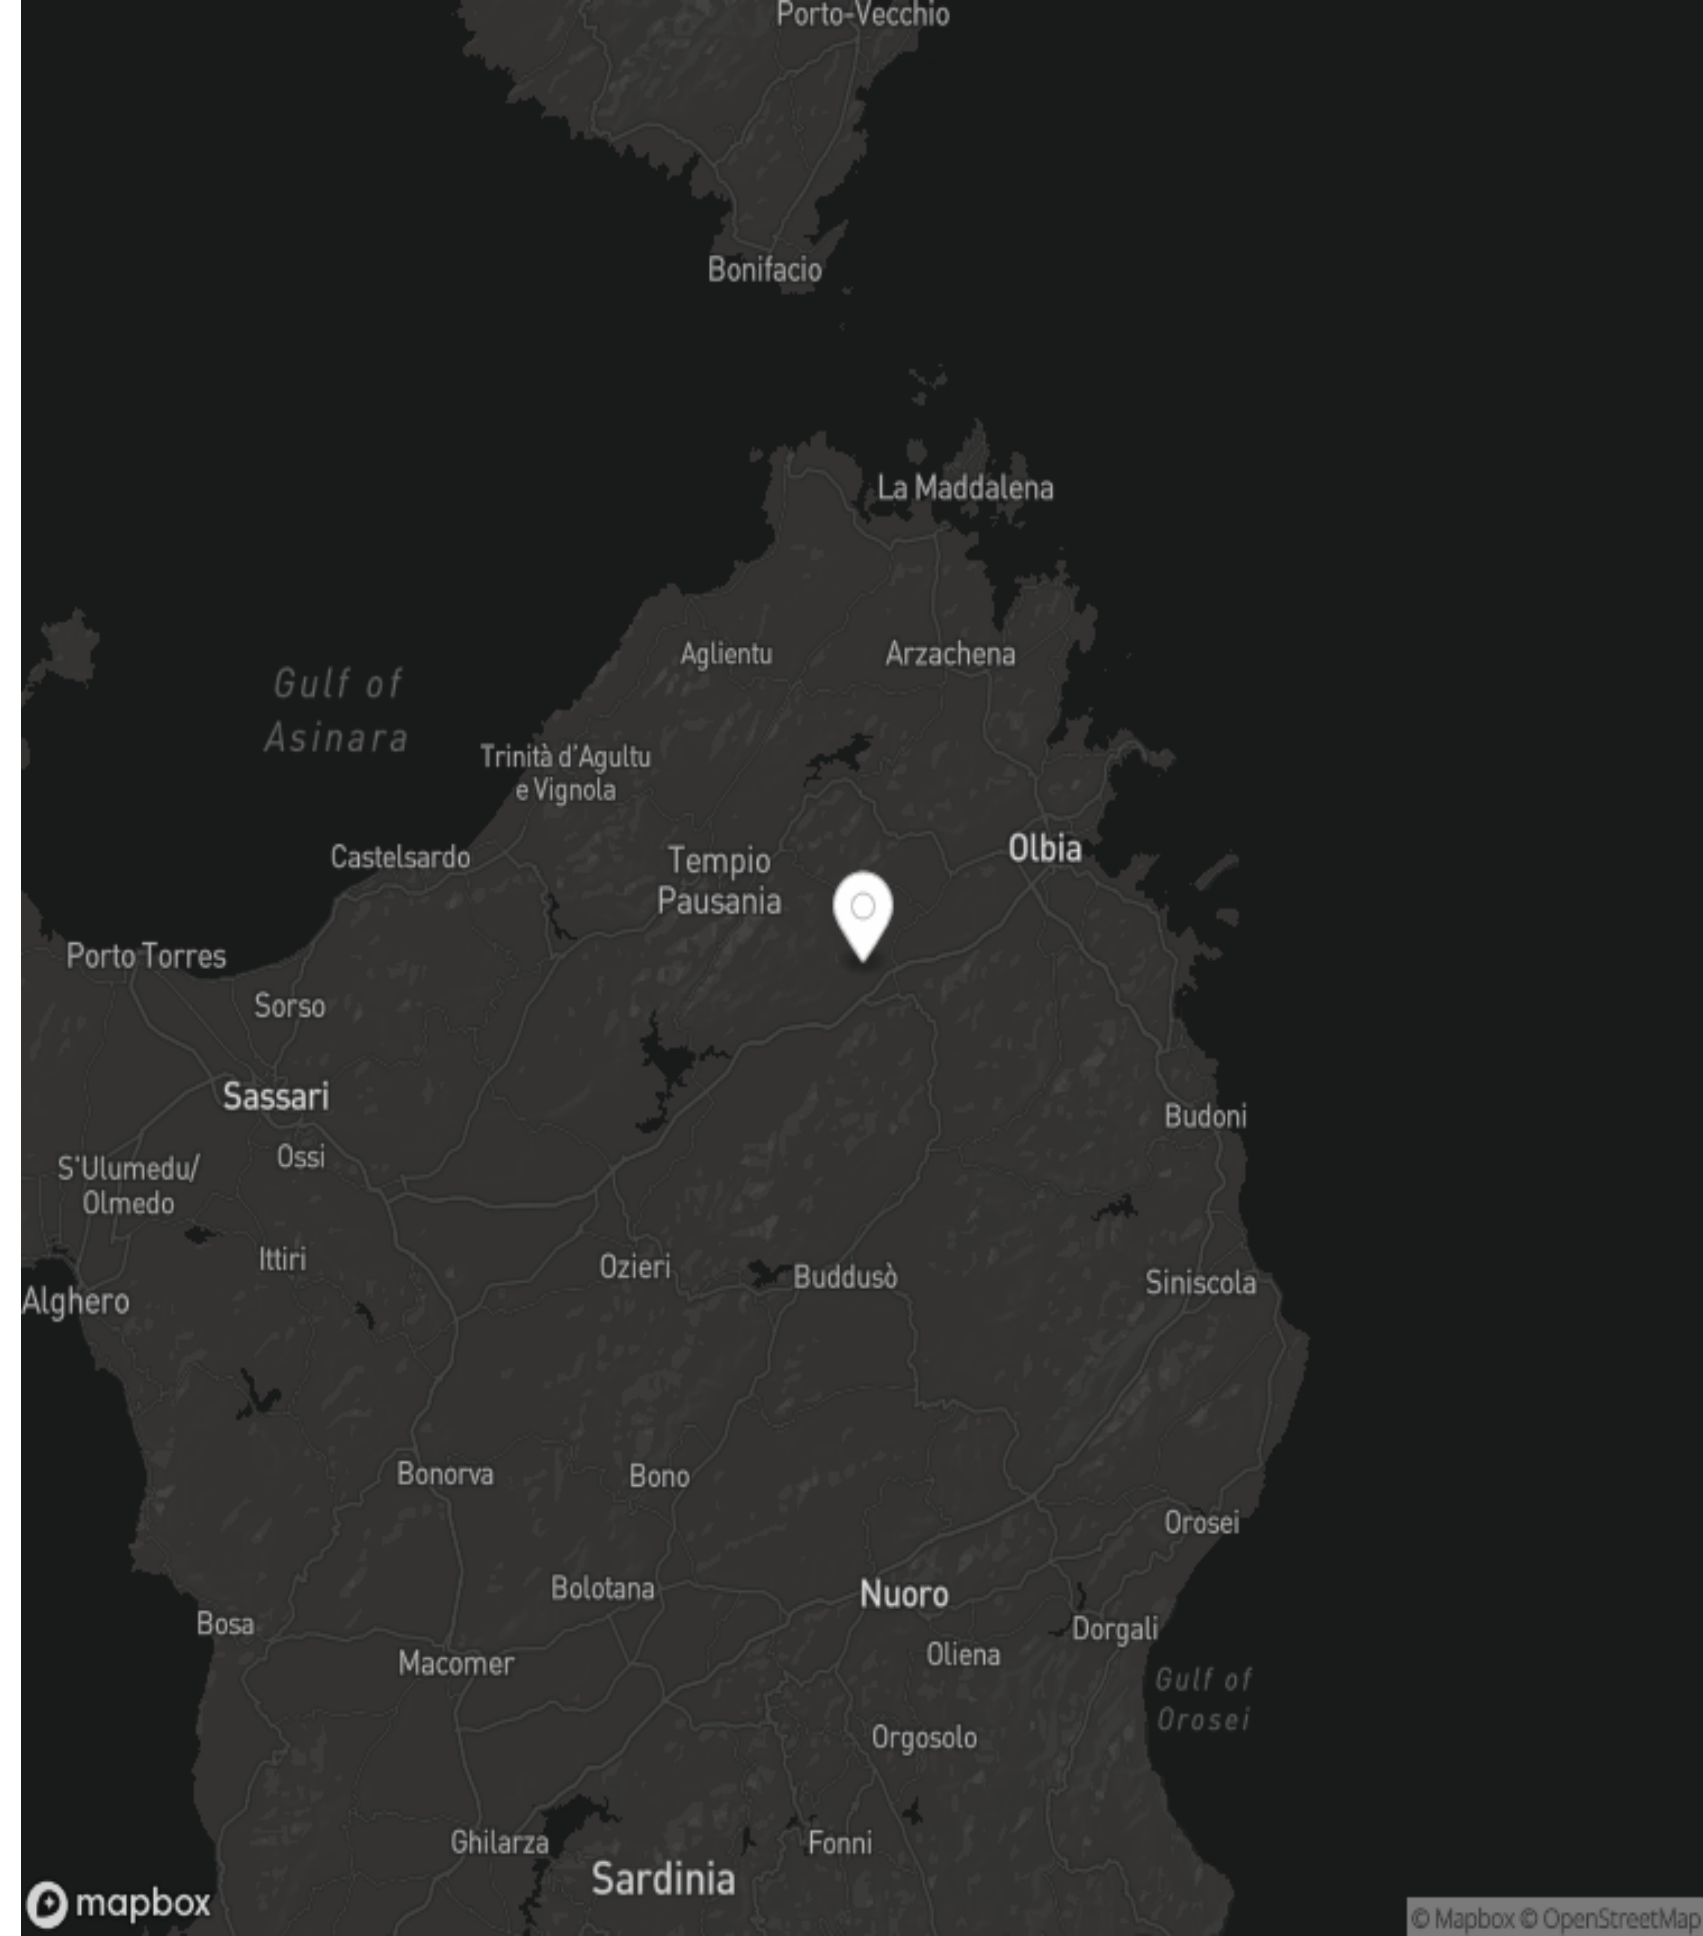 Porto-Vecchio
Bonifacio
La Maddalena
Aglientu
Arzachena
Gulf of
Asinara
Trinità d'Agultu
e Vignola
Olbia
Castelsardo
Tempio
Pausania
Porto Torres
Sorso
Sassari
Budoni
Ossi
S'Ulumedu/
Olmedo
Ittiri
Ozieri
Buddusò
Siniscola
Alghero
Bonorva
Bono
Orosei
Bolotana
Nuoro
Bosa
Dorgali
Macomer
Oliena
Gulf of
Orosei
Orgosolo
Ghilarza
Fonni
Sardinia
mapbox
© Mapbox © OpenStreetMap